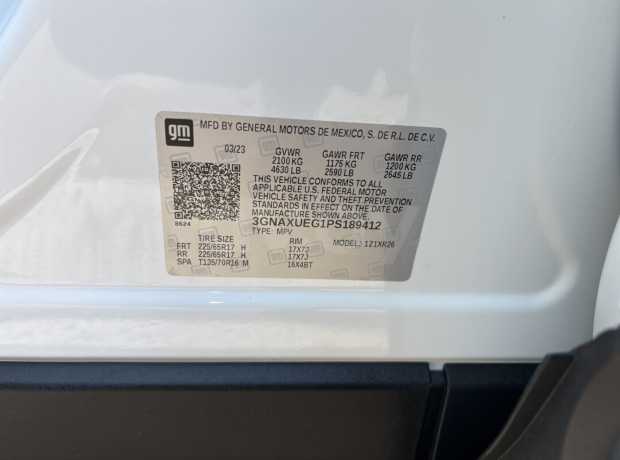 gm
MFD BY GENERAL MOTORS DE MEXICO, S. DE R.L. DE C.V.
03/23 GVWR GAWR FRT GAWR RR
2100 KG 1175 KG 1200 KG
4630 LB 2590 LB 2645 LB
THIS VEHICLE CONFORMS TO ALL
APPLICABLE U.S. FEDERAL MOTOR
VEHICLE SAFETY AND BUMPER
STANDARDS IN EFFECT ON THE DATE OF
MANUFACTURE SHOWN ABOVE.
3GNAXUEG1PS189412
8624
TYPE: MPV
TIRE SIZE RIM MODEL: 1Z1XR26
FRT 225/65R17 H 17X7J
RR 225/65R17 H 17X7J
SPA T135/70R16 M 16X4BT